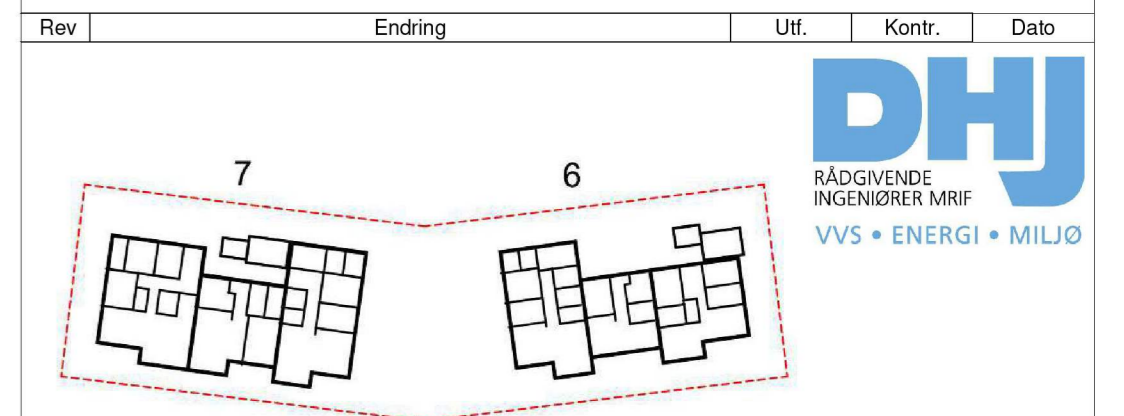 Rev Endring Utf. Kontr. Dato
DHJ
RÅDGIVENDE
INGENIØRER MRIF
VVS • ENERGI • MILJØ
7 6